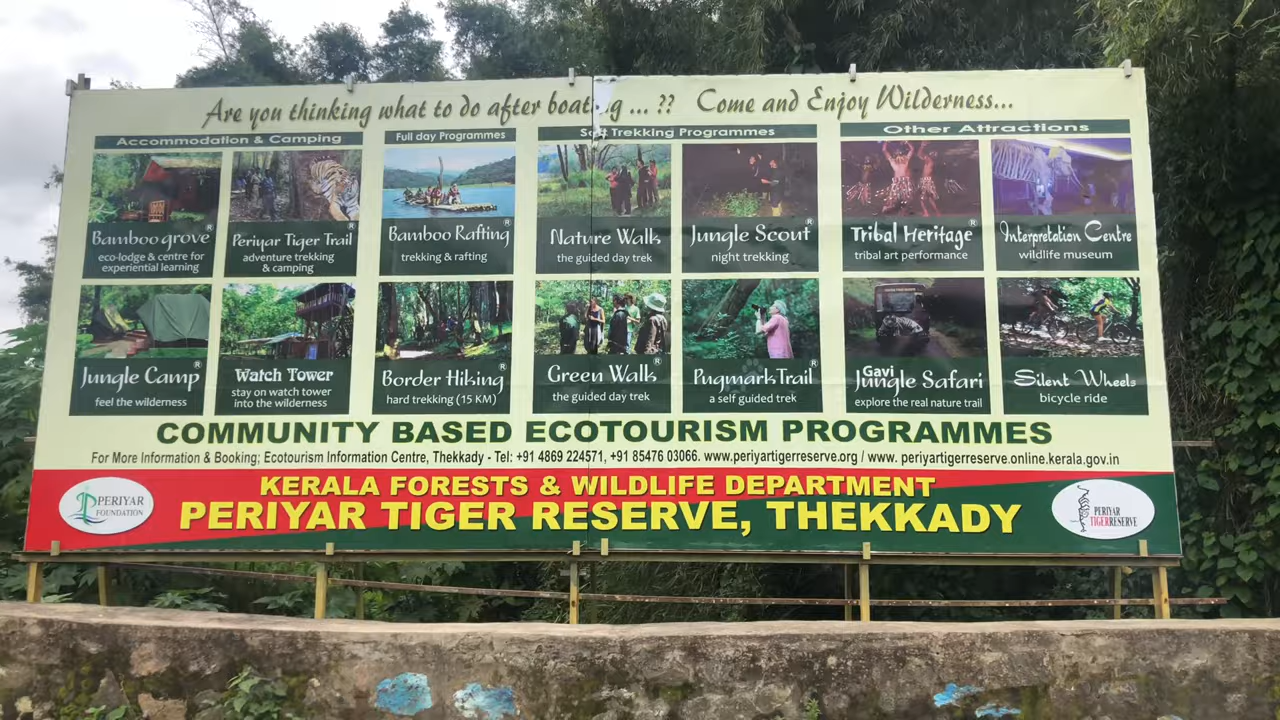 Are you thinking what to do after boating ... ?? Come and Enjoy Wilderness...
Accommodation & Camping
Full day Programmes
Soft Trekking Programmes
Other Attractions
Bamboo grove®
eco-lodge & centre for
experiential learning
Periyar Tiger Trail®
adventure trekking
& camping
Bamboo Rafting®
trekking & rafting
Nature Walk®
the guided day trek
Jungle Scout®
night trekking
Tribal Heritage®
tribal art performance
Interpretation Centre
wildlife museum
Jungle Camp®
feel the wilderness
Watch Tower®
stay on watch tower
into the wilderness
Border Hiking®
hard trekking (15 KM)
Green Walk®
the guided day trek
Pugmark Trail®
a self guided trek
Gavi
Jungle Safari
explore the real nature trail
Silent Wheels
bicycle ride
COMMUNITY BASED ECOTOURISM PROGRAMMES
For More Information & Booking; Ecotourism Information Centre, Thekkady - Tel: +91 4869 224571, +91 85476 03066. www.periyartigerreserve.org / www. periyartigerreserve.online.kerala.gov.in
KERALA FORESTS & WILDLIFE DEPARTMENT
PERIYAR TIGER RESERVE, THEKKADY
PERIYAR
FOUNDATION
PERIYAR
TIGERRESERVE